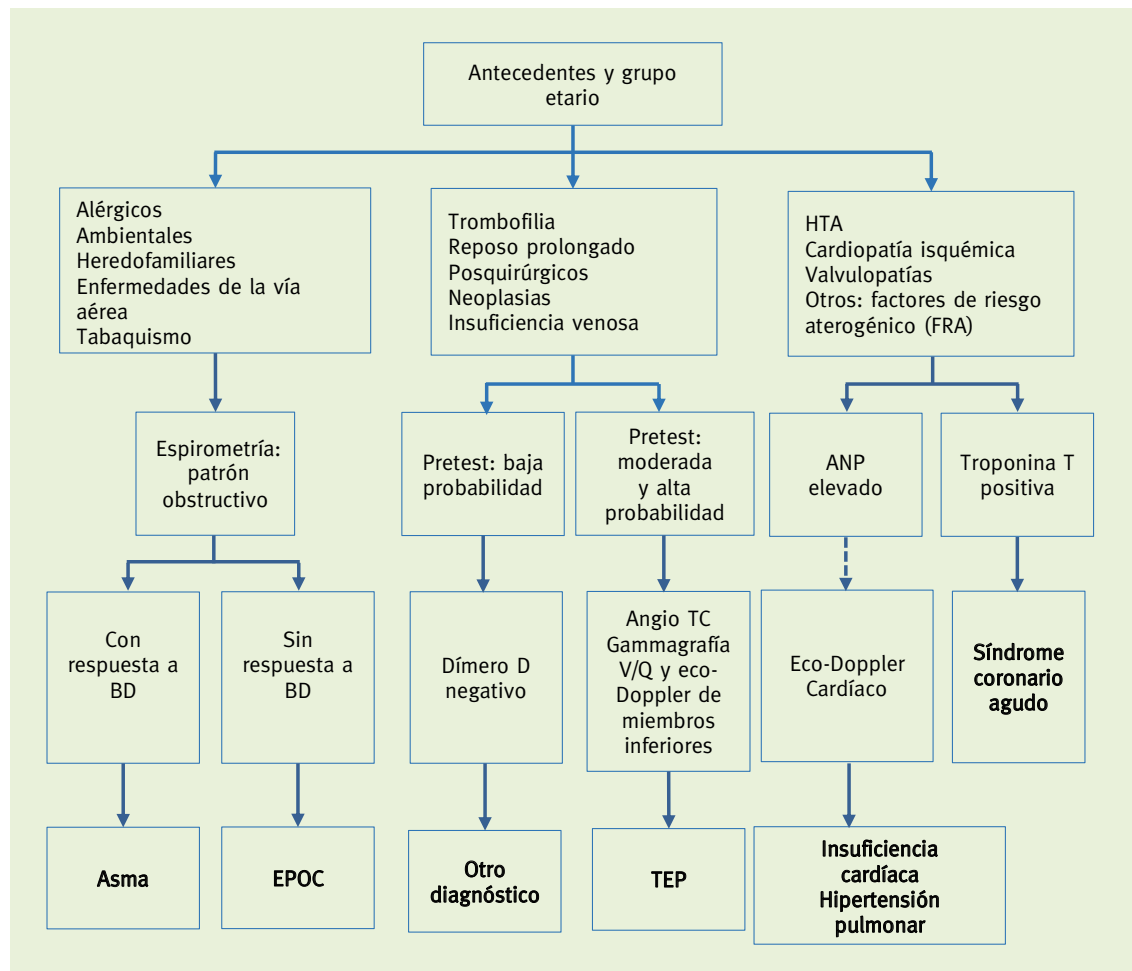 Antecedentes y grupo
etario
Alérgicos
Ambientales
Heredofamiliares
Enfermedades de la vía
aérea
Tabaquismo
Trombofilia
Reposo prolongado
Posquirúrgicos
Neoplasias
Insuficiencia venosa
HTA
Cardiopatía isquémica
Valvulopatías
Otros: factores de riesgo
aterogénico (FRA)
Espirometría:
patrón
obstructivo
Pretest: baja
probabilidad
Pretest:
moderada
y alta
probabilidad
ANP
elevado
Troponina T
positiva
Con
respuesta a
BD
Sin
respuesta a
BD
Dímero D
negativo
Angio TC
Gammagrafía
V/Q y eco-
Doppler de
miembros
inferiores
Eco-Doppler
Cardíaco
Síndrome
coronario
agudo
Asma
EPOC
Otro
diagnóstico
TEP
Insuficiencia
cardíaca
Hipertensión
pulmonar